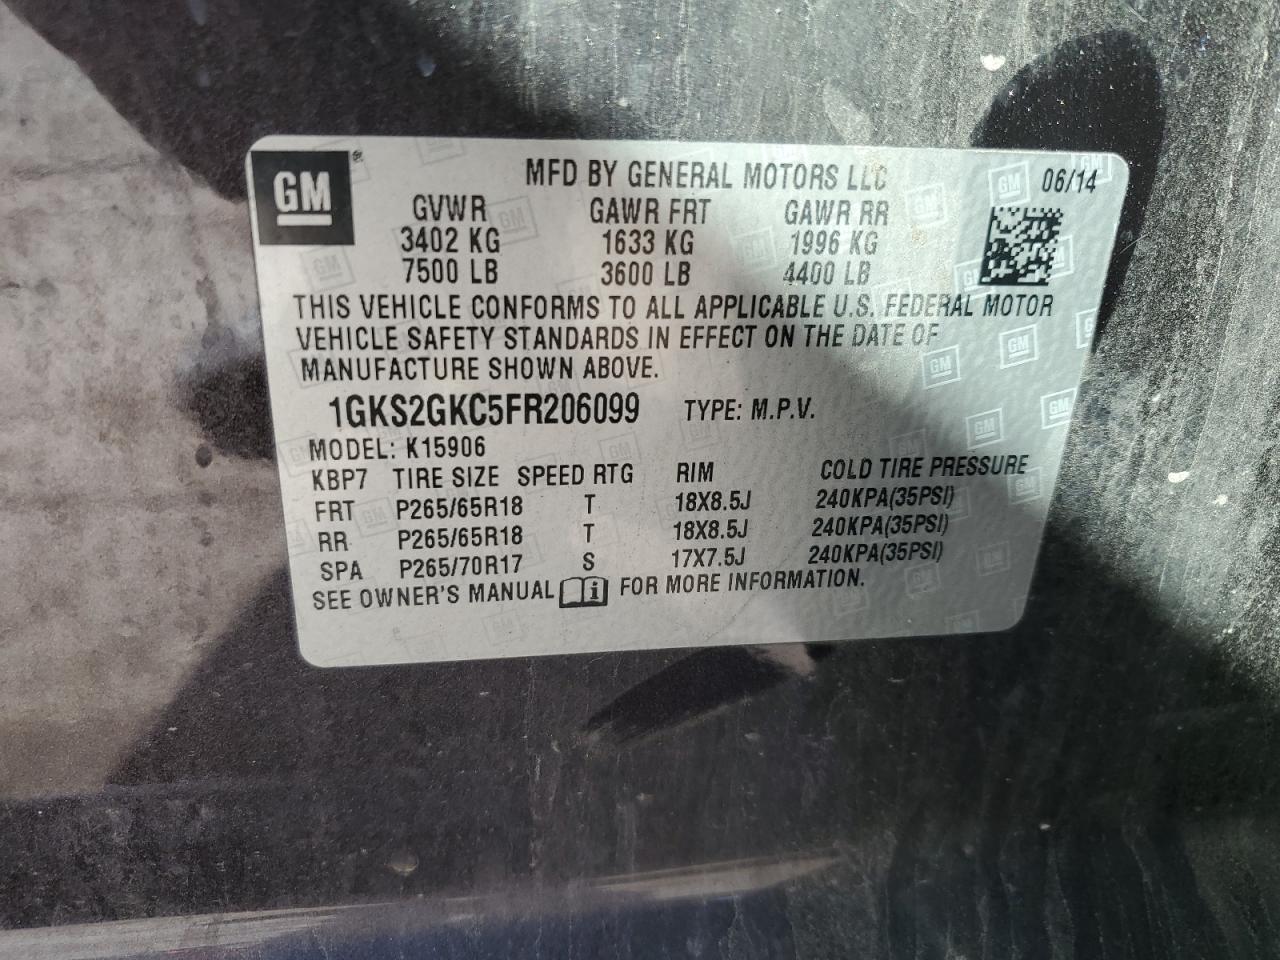 GM
MFD BY GENERAL MOTORS LLC 06/14
GVWR GAWR FRT GAWR RR
3402 KG 1633 KG 1996 KG
7500 LB 3600 LB 4400 LB
THIS VEHICLE CONFORMS TO ALL APPLICABLE U.S. FEDERAL MOTOR
VEHICLE SAFETY STANDARDS IN EFFECT ON THE DATE OF
MANUFACTURE SHOWN ABOVE.
1GKS2GKC5FR206099 TYPE: M.P.V.
MODEL: K15906
KBP7 TIRE SIZE SPEED RTG RIM COLD TIRE PRESSURE
FRT P265/65R18 T 18X8.5J 240KPA(35PSI)
RR P265/65R18 T 18X8.5J 240KPA(35PSI)
SPA P265/70R17 S 17X7.5J 240KPA(35PSI)
SEE OWNER'S MANUAL i FOR MORE INFORMATION.